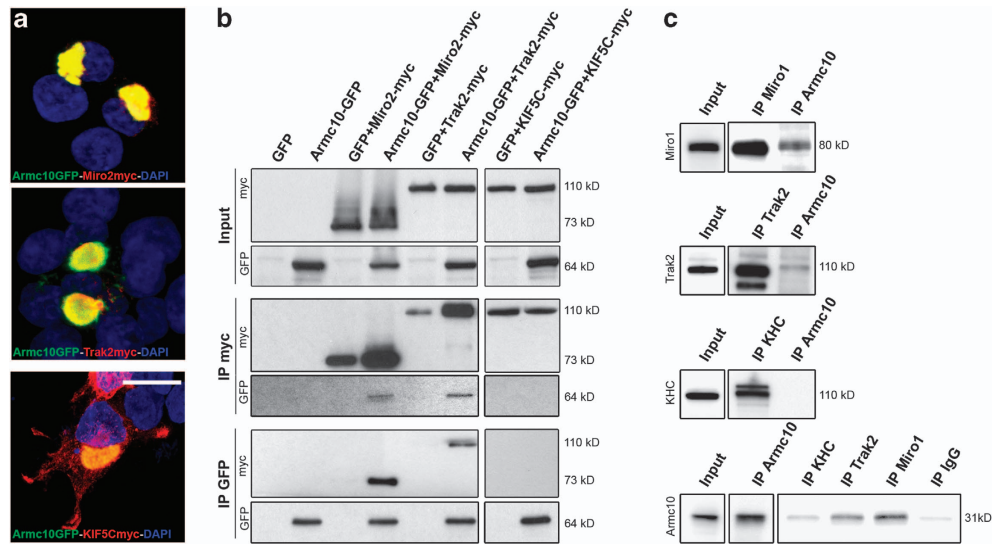 a
Armc10GFP-Miro2myc-DAPI
Armc10GFP-Trak2myc-DAPI
Armc10GFP-KIF5Cmyc-DAPI
b
GFP
Armc10-GFP
GFP+Miro2-myc
Armc10-GFP+Miro2-myc
GFP+Trak2-myc
Armc10-GFP+Trak2-myc
GFP+KIF5C-myc
Armc10-GFP+KIF5C-myc
Input
myc
110 kD
73 kD
GFP
64 kD
IP myc
myc
110 kD
73 kD
GFP
64 kD
IP GFP
myc
110 kD
73 kD
GFP
64 kD
c
Input
IP Miro1
IP Armc10
Miro1
80 kD
Input
IP Trak2
IP Armc10
Trak2
110 kD
Input
IP KHC
IP Armc10
KHC
110 kD
Input
IP Armc10
IP KHC
IP Trak2
IP Miro1
IP IgG
Armc10
31kD